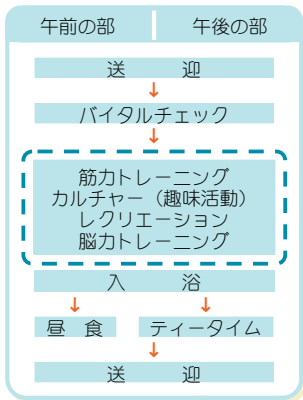 午前の部　午後の部
送　迎
↓
バイタルチェック
↓
筋力トレーニング
カルチャー（趣味活動）
レクリエーション
脳力トレーニング
入　浴
↓　↓
昼　食　ティータイム
↓
送　迎